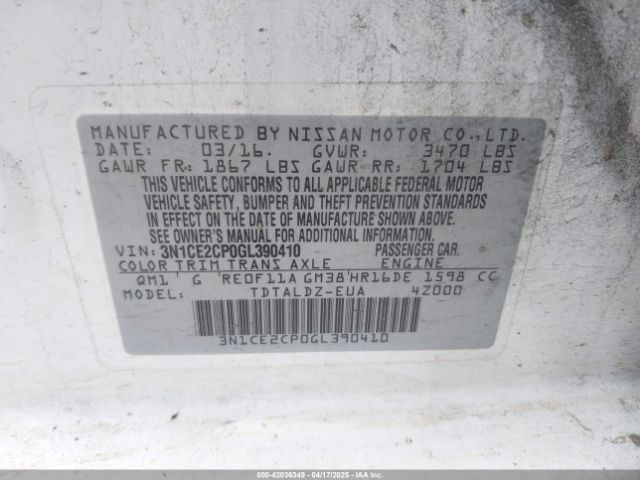 MANUFACTURED BY NISSAN MOTOR CO., LTD.
DATE: 03/16. GVWR: 3470 LBS
GAWR FR: 1867 LBS GAWR RR: 1704 LBS
THIS VEHICLE CONFORMS TO ALL APPLICABLE FEDERAL MOTOR
VEHICLE SAFETY, BUMPER AND THEFT PREVENTION STANDARDS
IN EFFECT ON THE DATE OF MANUFACTURE SHOWN ABOVE.
SEE OWNER'S MANUAL FOR ADDITIONAL INFORMATION.
VIN: 3N1CE2CP0GL390410 PASSENGER CAR.
COLOR TRIM TRANS AXLE ENGINE
QM1 G RE0F11A GM38 HR16DE 1598 CC
MODEL: TDTALDZ-EUA 4Z000
3N1CE2CP0GL390410
000-42036349 - 04/17/2025 - IAA Inc.